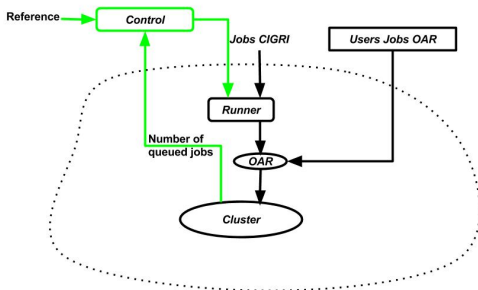 Reference
Control
Jobs CIGRI
Users Jobs OAR
Runner
Number of
queued jobs
OAR
Cluster